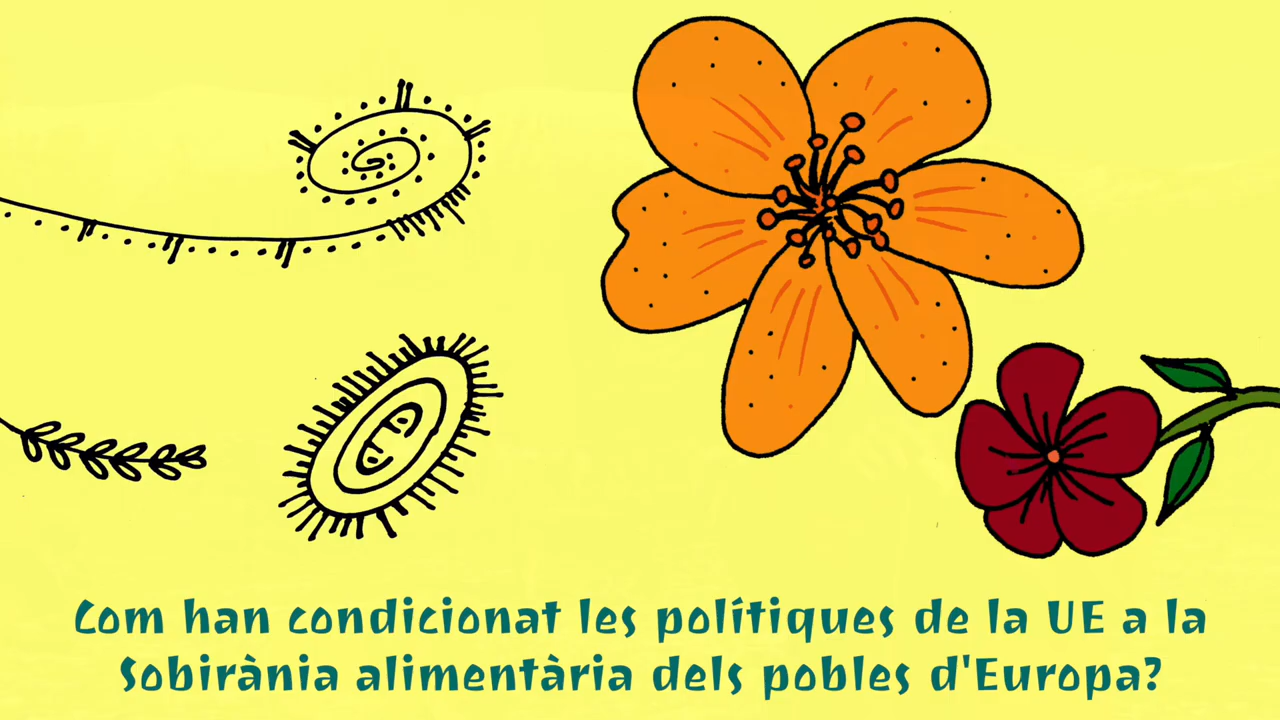 Com han condicionat les polítiques de la UE a la
Sobirània alimentària dels pobles d'Europa?